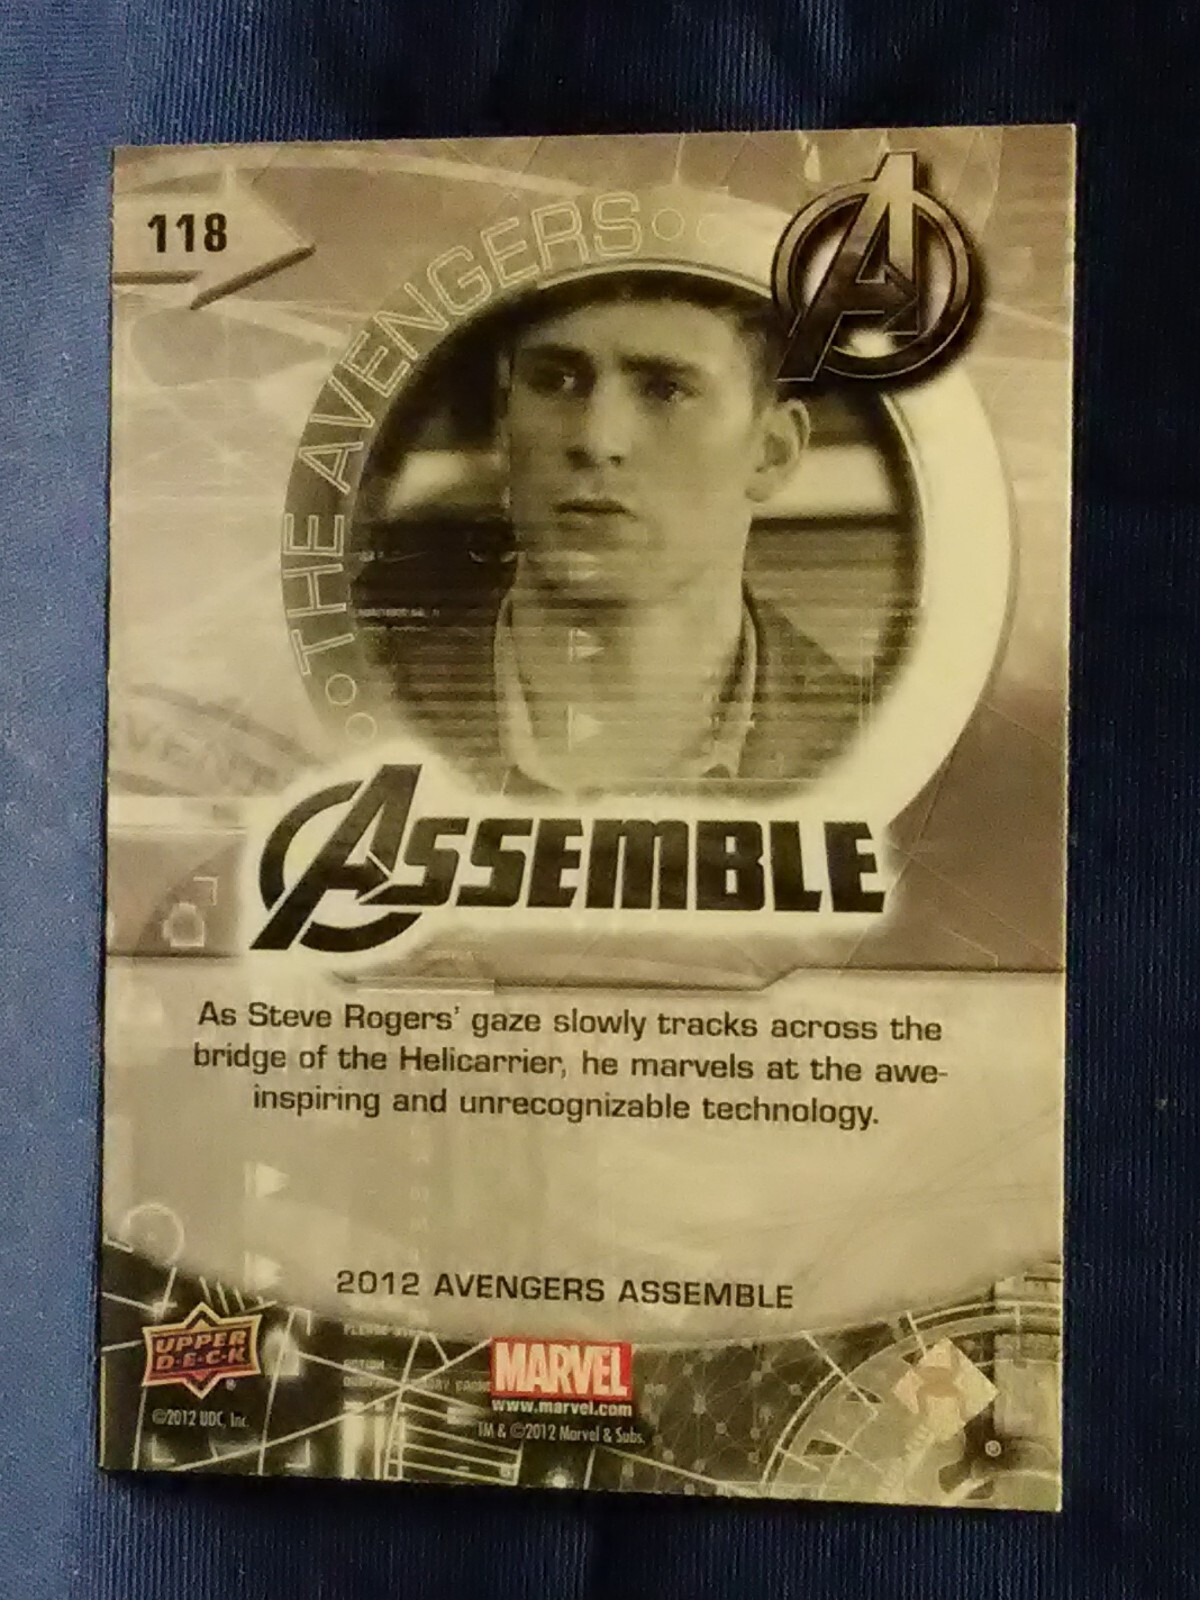 118
THE AVENGERS
A
ASSEMBLE
As Steve Rogers' gaze slowly tracks across the
bridge of the Helicarrier, he marvels at the awe-
inspiring and unrecognizable technology.
2012 AVENGERS ASSEMBLE
UPPER
D·E·C·K
®
©2012 UDC, Inc.
MARVEL
www.marvel.com
TM & ©2012 Marvel & Subs.
®